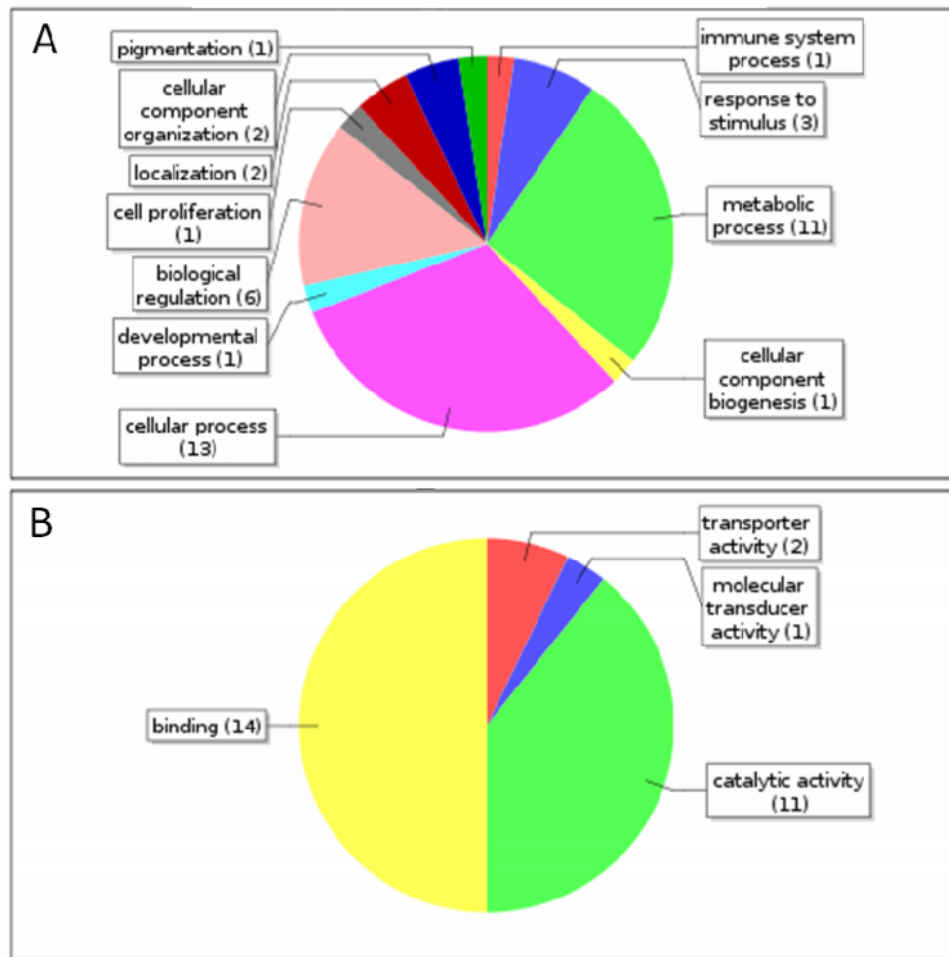 A
pigmentation (1)
cellular
component
organization (2)
localization (2)
cell proliferation
(1)
biological
regulation (6)
developmental
process (1)
cellular process
(13)
immune system
process (1)
response to
stimulus (3)
metabolic
process (11)
cellular
component
biogenesis (1)
B
binding (14)
transporter
activity (2)
molecular
transducer
activity (1)
catalytic activity
(11)